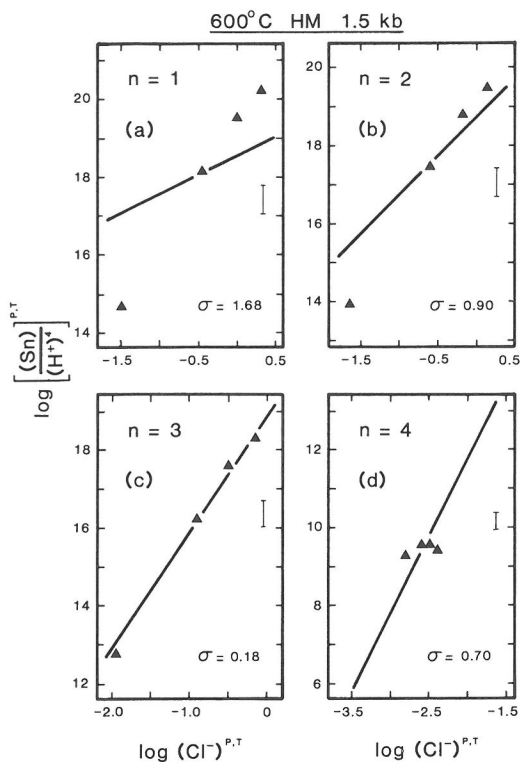 600°C HM 1.5 kb
n = 1
(a)
σ = 1.68
20
18
16
14
-1.5
-0.5
0.5
n = 2
(b)
σ = 0.90
20
18
16
14
-1.5
-0.5
0.5
log [(Sn)/(H⁺)⁴]ᴾ,ᵀ
n = 3
(c)
σ = 0.18
18
16
14
12
-2.0
-1.0
0
n = 4
(d)
σ = 0.70
12
10
8
6
-3.5
-2.5
-1.5
log (Cl⁻)ᴾ,ᵀ
log (Cl⁻)ᴾ,ᵀ